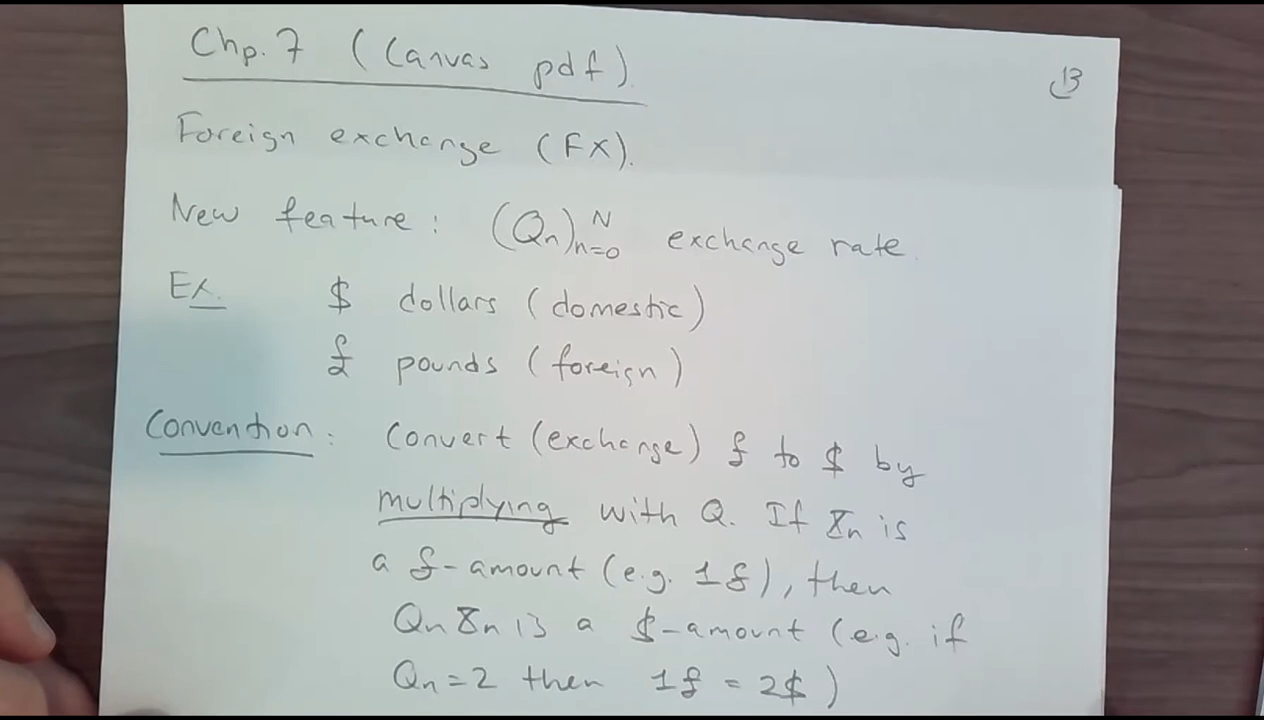 Chp. 7 (Canvas pdf).
13
Foreign exchange (FX).
New feature: (Qn)_{n=0}^{N} exchange rate.
Ex. $ dollars (domestic)
£ pounds (foreign)
Convention: Convert (exchange) £ to $ by
multiplying with Q. If Xn is
a £-amount (e.g. 1£), then
QnXn is a $-amount (e.g. if
Qn=2 then 1£ = 2$)